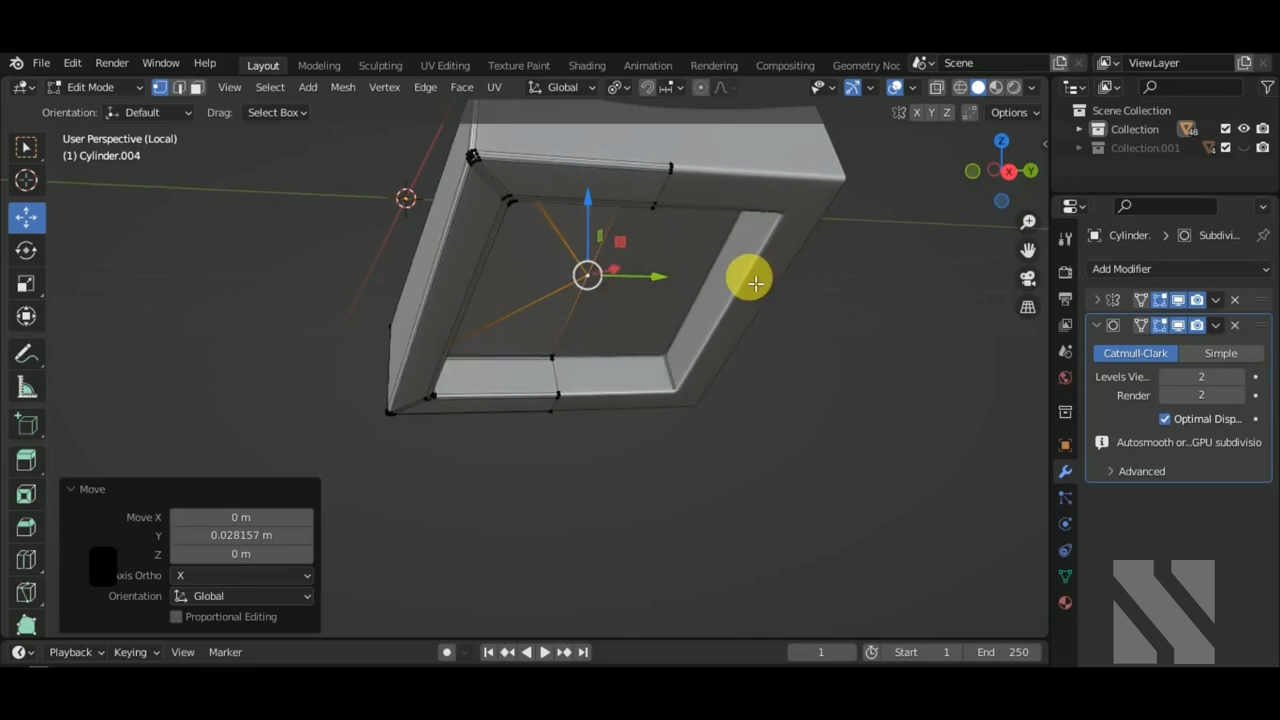 File Edit Render Window Help Layout Modeling Sculpting UV Editing Texture Paint Shading Animation Rendering Compositing Geometry Noc Scene ViewLayer
Edit Mode View Select Add Mesh Vertex Edge Face UV Global
Orientation: Default Drag: Select Box X Y Z Options
User Perspective (Local)
(1) Cylinder.004
Z
X
Y
Scene Collection
Collection 48
Collection.001 4
Cylinder. Subdivi..
Add Modifier
Catmull-Clark Simple
Levels Vie... 2
Render 2
Optimal Disp...
Autosmooth or...GPU subdivisio
Advanced
Move
Move X 0 m
Y 0.028157 m
Z 0 m
Axis Ortho X
Orientation Global
Proportional Editing
Playback Keying View Marker 1 Start 1 End 250